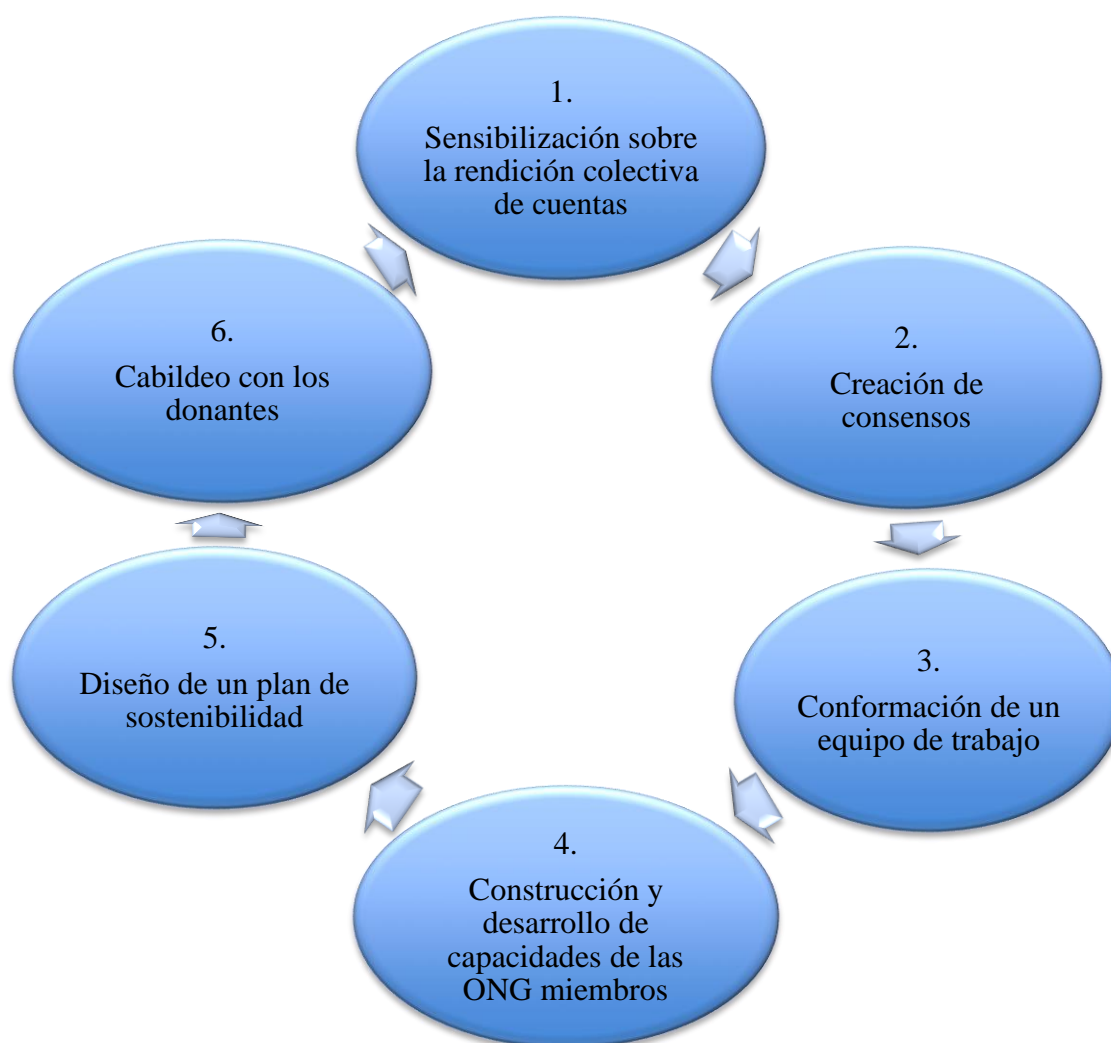 1.
Sensibilización sobre
la rendición colectiva
de cuentas
2.
Creación de
consensos
3.
Conformación de un
equipo de trabajo
4.
Construcción y
desarrollo de
capacidades de las
ONG miembros
5.
Diseño de un plan de
sostenibilidad
6.
Cabildeo con los
donantes